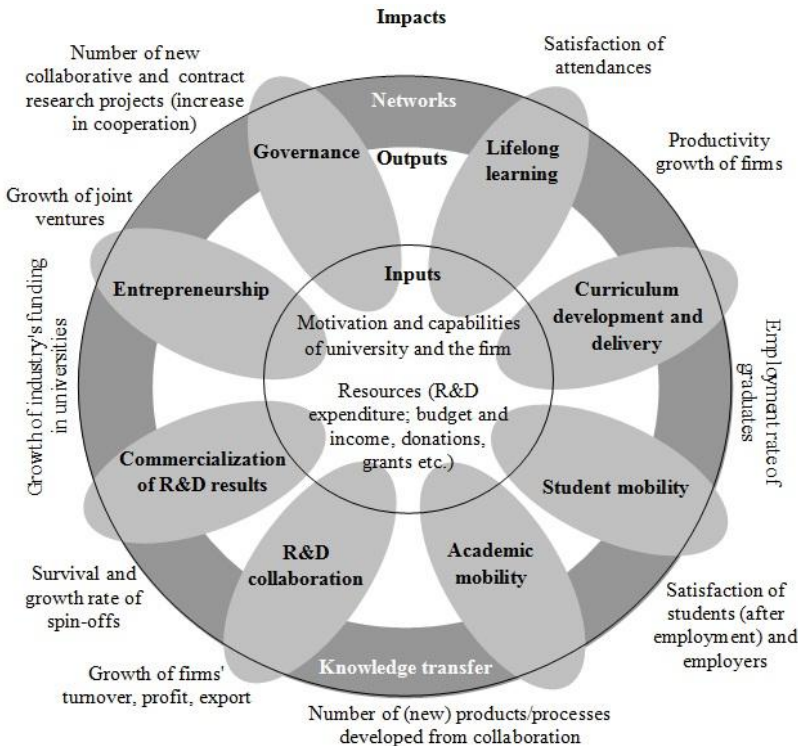 Impacts
Number of new
collaborative and contract
research projects (increase
in cooperation)
Satisfaction of
attendances
Networks
Governance
Outputs
Lifelong
learning
Productivity
growth of firms
Growth of joint
ventures
Entrepreneurship
Inputs
Curriculum
development and
delivery
Motivation and capabilities
of university and the firm
Growth of industry's funding
in universities
Employment rate of
graduates
Resources (R&D
expenditure; budget and
income, donations,
grants etc.)
Commercialization
of R&D results
Student mobility
R&D
collaboration
Academic
mobility
Survival and
growth rate of
spin-offs
Satisfaction of
students (after
employment) and
employers
Knowledge transfer
Growth of firms'
turnover, profit, export
Number of (new) products/processes
developed from collaboration